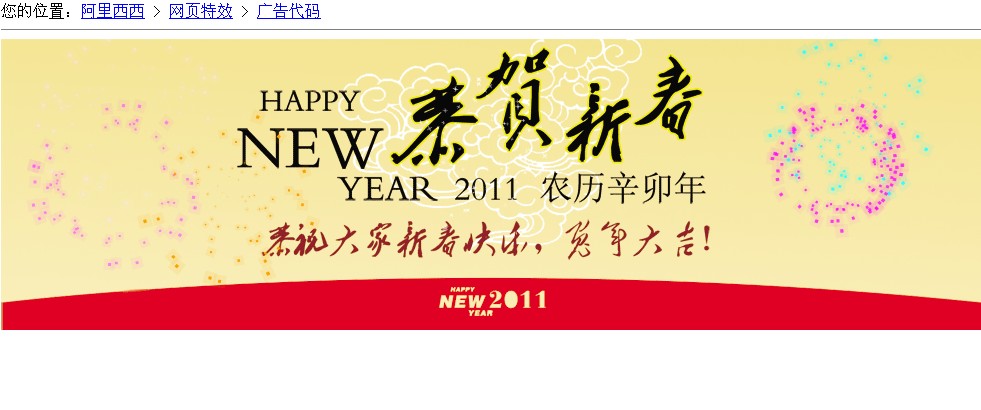 您的位置：阿里西西 > 网页特效 > 广告代码
恭贺新春
HAPPY
NEW
YEAR 2011 农历辛卯年
恭祝大家新春快乐，兔年大吉！
HAPPY
NEW 2011
YEAR